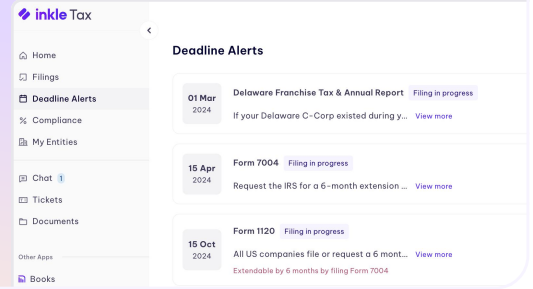 inkle Tax
Home
Filings
Deadline Alerts
Compliance
My Entities
Chat 1
Tickets
Documents
Other Apps
Books
Deadline Alerts
01 Mar
2024
Delaware Franchise Tax & Annual Report Filing in progress
If your Delaware C-Corp existed during y... View more
15 Apr
2024
Form 7004 Filing in progress
Request the IRS for a 6-month extension ... View more
15 Oct
2024
Form 1120 Filing in progress
All US companies file or request a 6 mont... View more
Extendable by 6 months by filing Form 7004